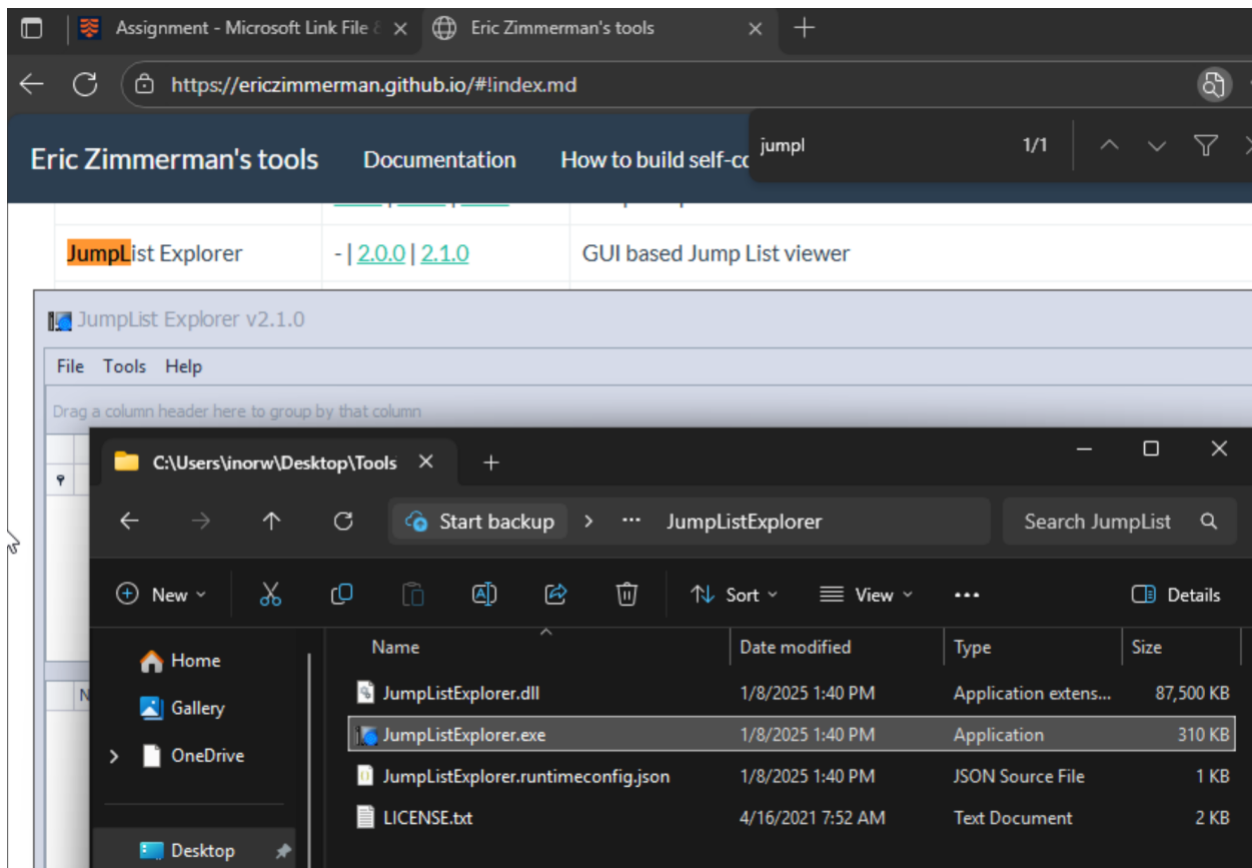 Assignment - Microsoft Link File &
Eric Zimmerman's tools
https://ericzimmerman.github.io/#!index.md
Eric Zimmerman's tools Documentation How to build self-co
jumpl 1/1
JumpList Explorer - | 2.0.0 | 2.1.0 GUI based Jump List viewer
JumpList Explorer v2.1.0
File Tools Help
Drag a column header here to group by that column
C:\Users\inorw\Desktop\Tools
Start backup > ... JumpListExplorer Search JumpList
New Sort View ... Details
Home
Gallery
OneDrive
Desktop
N
Name Date modified Type Size
JumpListExplorer.dll 1/8/2025 1:40 PM Application extens... 87,500 KB
JumpListExplorer.exe 1/8/2025 1:40 PM Application 310 KB
JumpListExplorer.runtimeconfig.json 1/8/2025 1:40 PM JSON Source File 1 KB
LICENSE.txt 4/16/2021 7:52 AM Text Document 2 KB